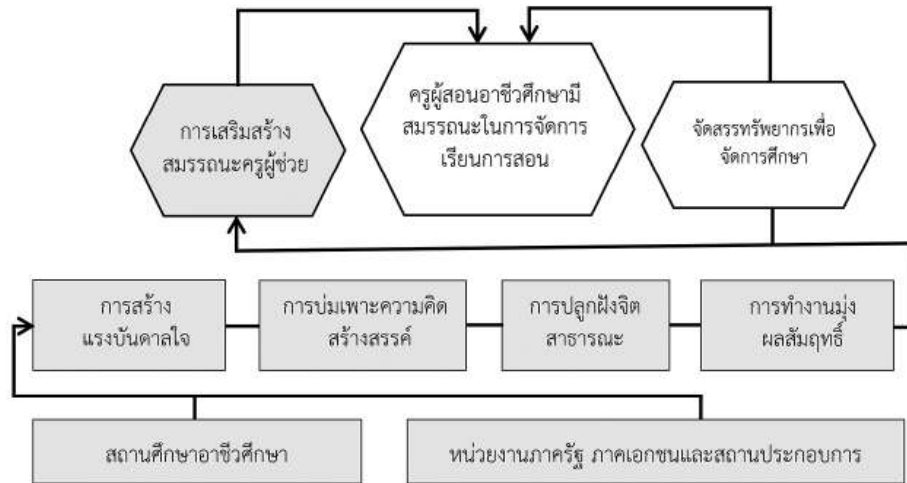 การเสริมสร้าง
สมรรถนะครูผู้ช่วย
ครูผู้สอนอาชีวศึกษามี
สมรรถนะในการจัดการ
เรียนการสอน
จัดสรรทรัพยากรเพื่อ
จัดการศึกษา
การสร้าง
แรงบันดาลใจ
การบ่มเพาะความคิด
สร้างสรรค์
การปลูกฝังจิต
สาธารณะ
การทำงานมุ่ง
ผลสัมฤทธิ์
สถานศึกษาอาชีวศึกษา
หน่วยงานภาครัฐ ภาคเอกชนและสถานประกอบการ